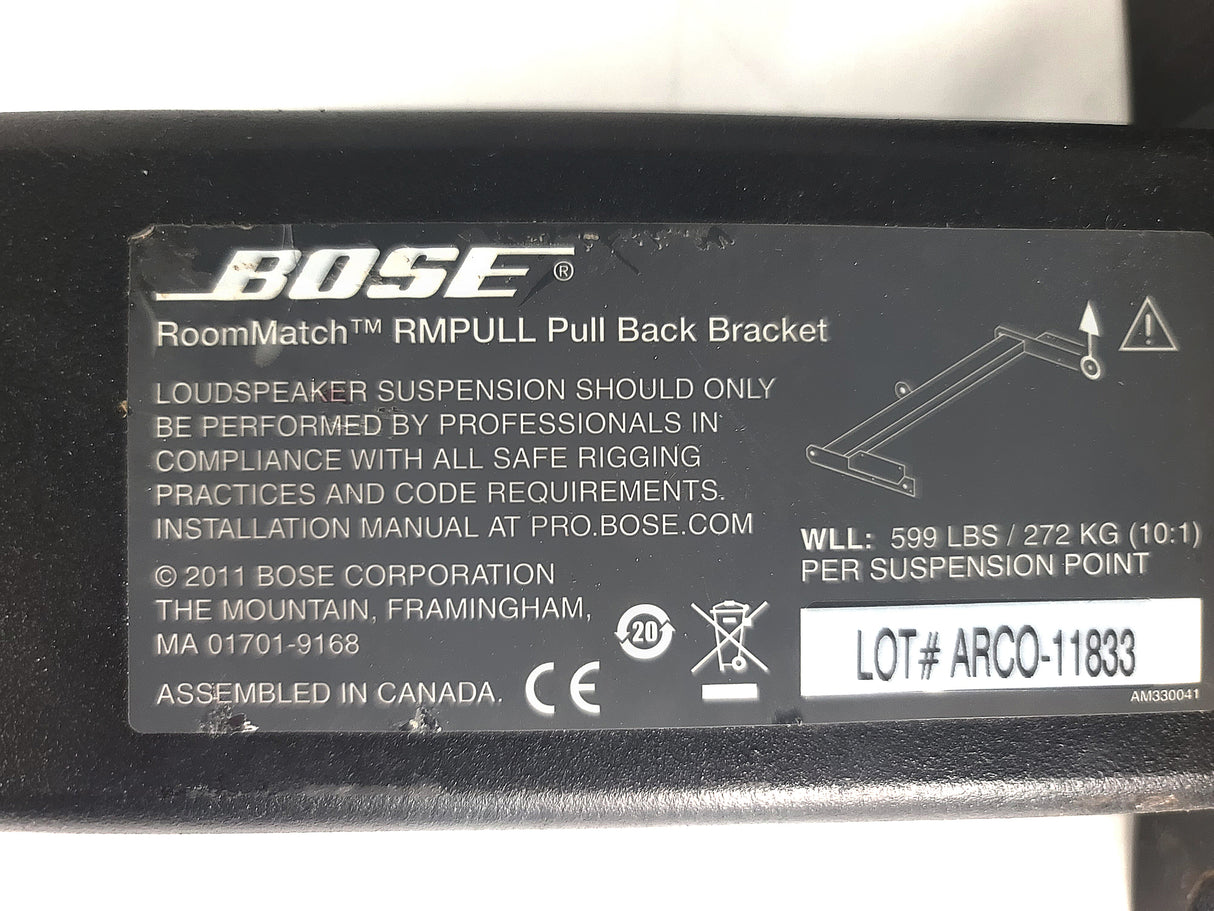 BOSE®
RoomMatch™ RMPULL Pull Back Bracket
LOUDSPEAKER SUSPENSION SHOULD ONLY
BE PERFORMED BY PROFESSIONALS IN
COMPLIANCE WITH ALL SAFE RIGGING
PRACTICES AND CODE REQUIREMENTS.
INSTALLATION MANUAL AT PRO.BOSE.COM
© 2011 BOSE CORPORATION
THE MOUNTAIN, FRAMINGHAM,
MA 01701-9168
ASSEMBLED IN CANADA.
CE
20
!
WLL: 599 LBS / 272 KG (10:1)
PER SUSPENSION POINT
LOT# ARCO-11833
AM330041